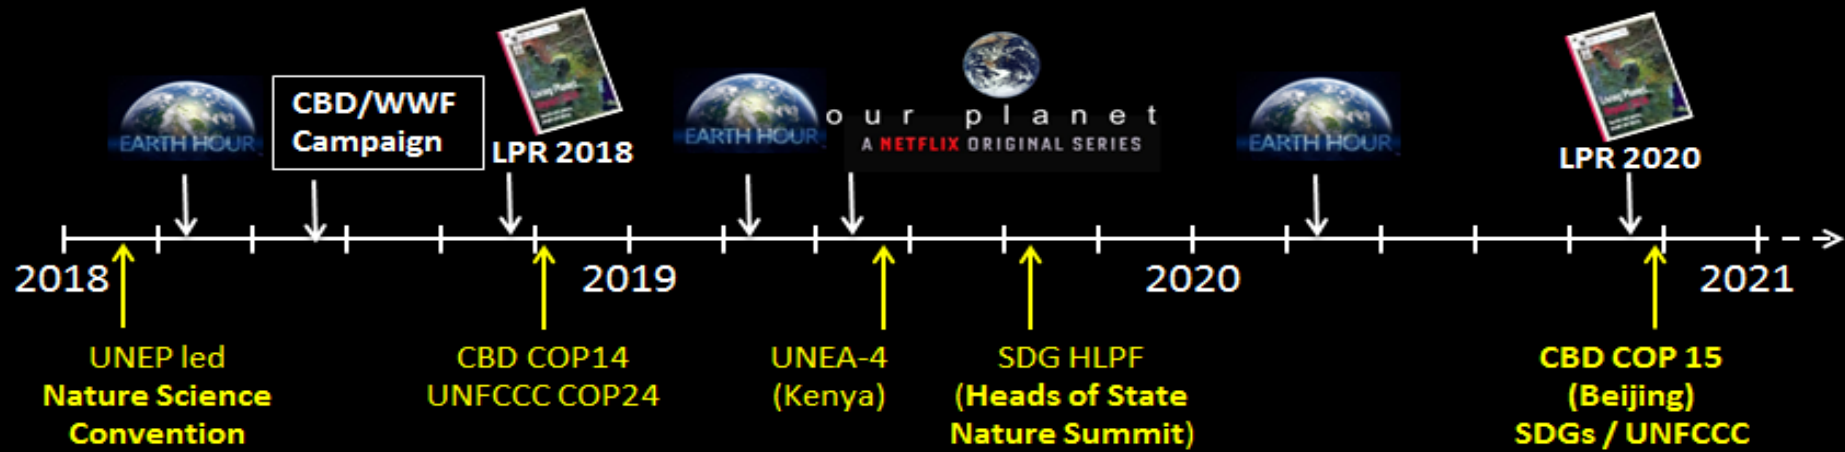 EARTH HOUR
CBD/WWF
Campaign
LPR 2018
EARTH HOUR
our planet
A NETFLIX ORIGINAL SERIES
EARTH HOUR
LPR 2020
2018
2019
2020
2021
UNEP led
Nature Science
Convention
CBD COP14
UNFCCC COP24
UNEA-4
(Kenya)
SDG HLPF
(Heads of State
Nature Summit)
CBD COP 15
(Beijing)
SDGs / UNFCCC